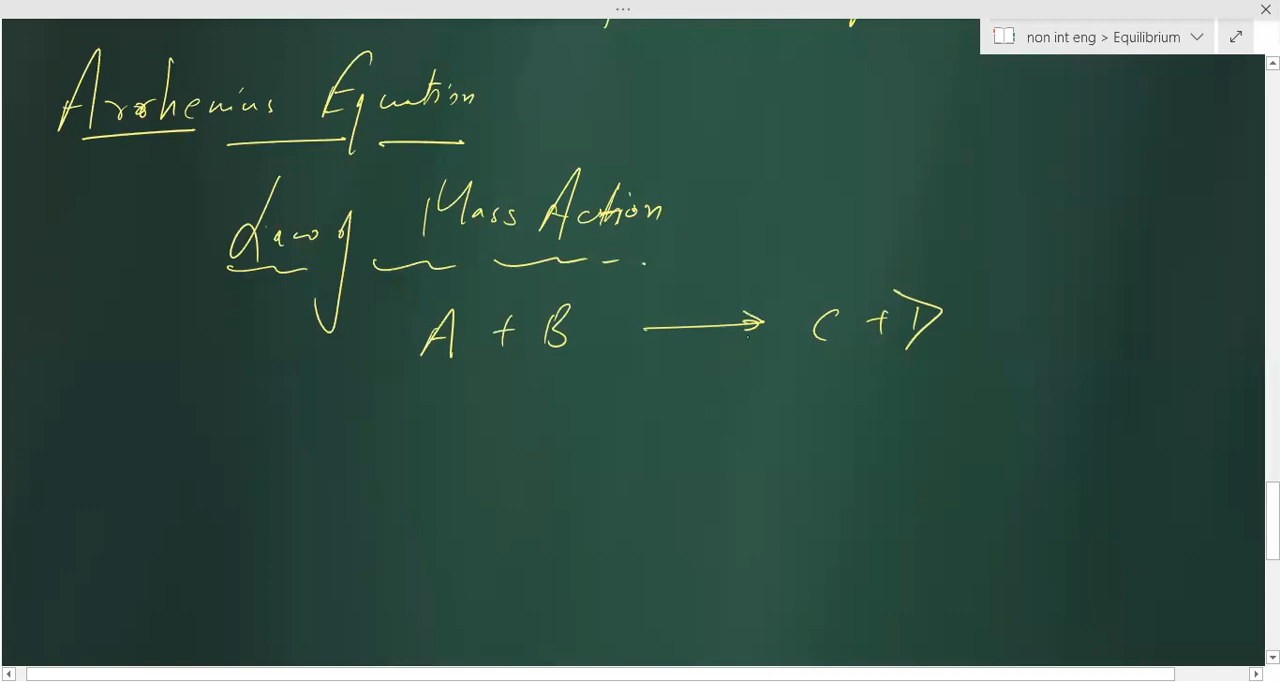 non int eng > Equilibrium
Arrhenius Equation
Law of Mass Action
A + B → C + D